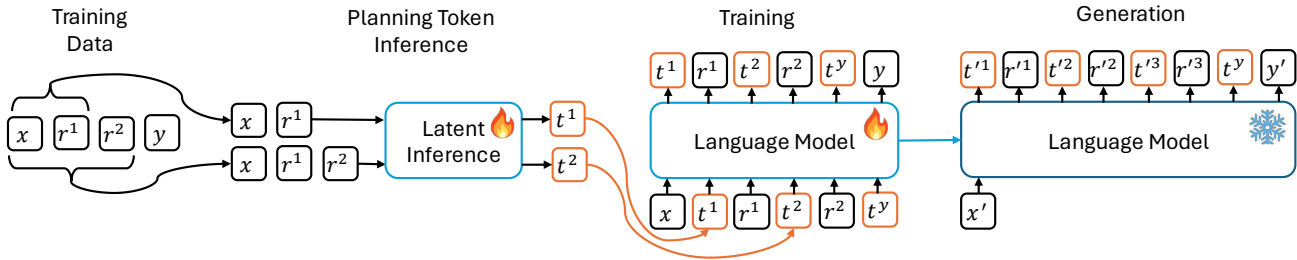 Training
Data
Planning Token
Inference
Training
Generation
t¹ r¹ t² r² tʸ y
t′¹ r′¹ t′² r′² t′³ r′³ tʸ y′
x r¹ r² y
x r¹
x r¹ r²
Latent
Inference
t¹
t²
Language Model
Language Model
x t¹ r¹ t² r² tʸ
x′